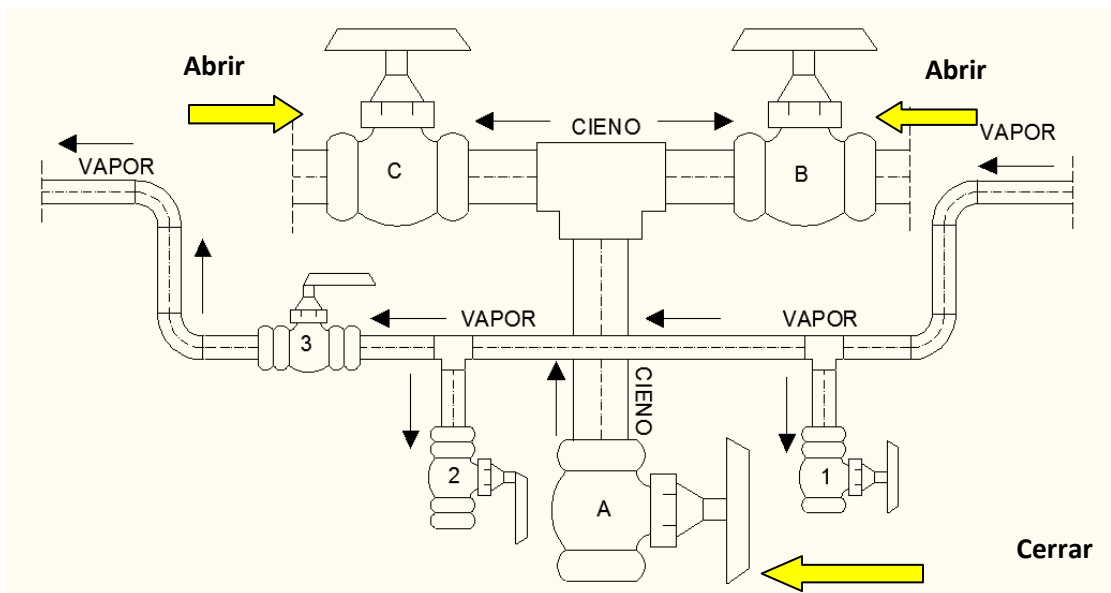 Abrir
Abrir
CIENO
VAPOR
VAPOR
C
B
3
VAPOR
VAPOR
CIENO
2
A
1
Cerrar